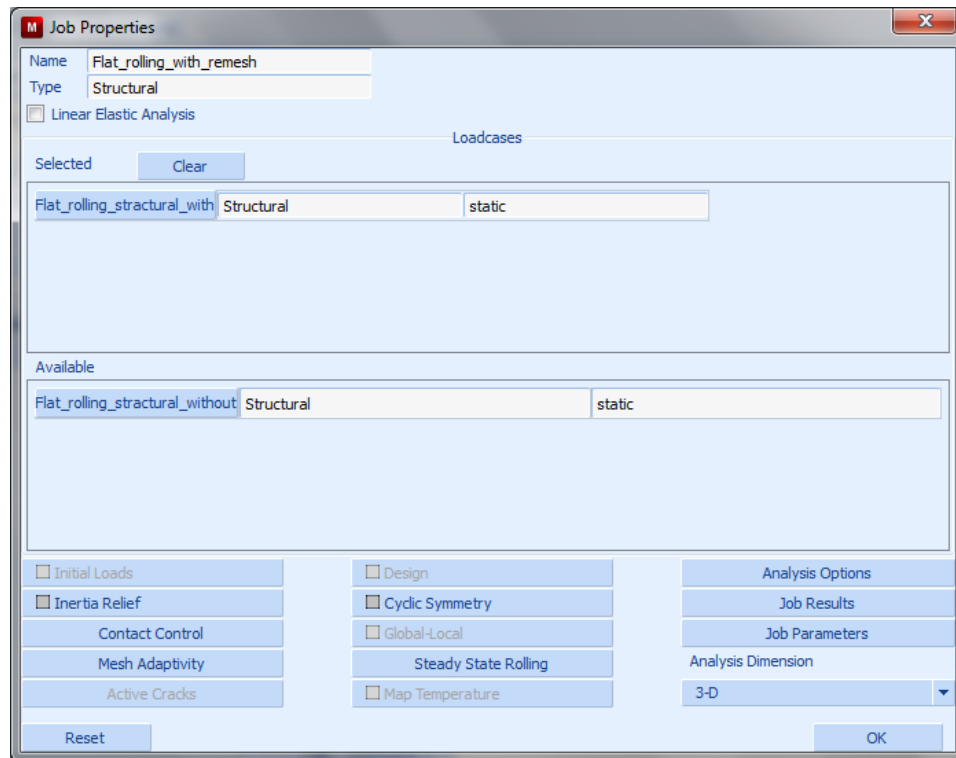 M Job Properties
Name Flat_rolling_with_remesh
Type Structural
Linear Elastic Analysis
Loadcases
Selected Clear
Flat_rolling_stractural_with Structural static
Available
Flat_rolling_stractural_without Structural static
Initial Loads Design Analysis Options
Inertia Relief Cyclic Symmetry Job Results
Contact Control Global-Local Job Parameters
Mesh Adaptivity Steady State Rolling Analysis Dimension
Active Cracks Map Temperature 3-D
Reset OK